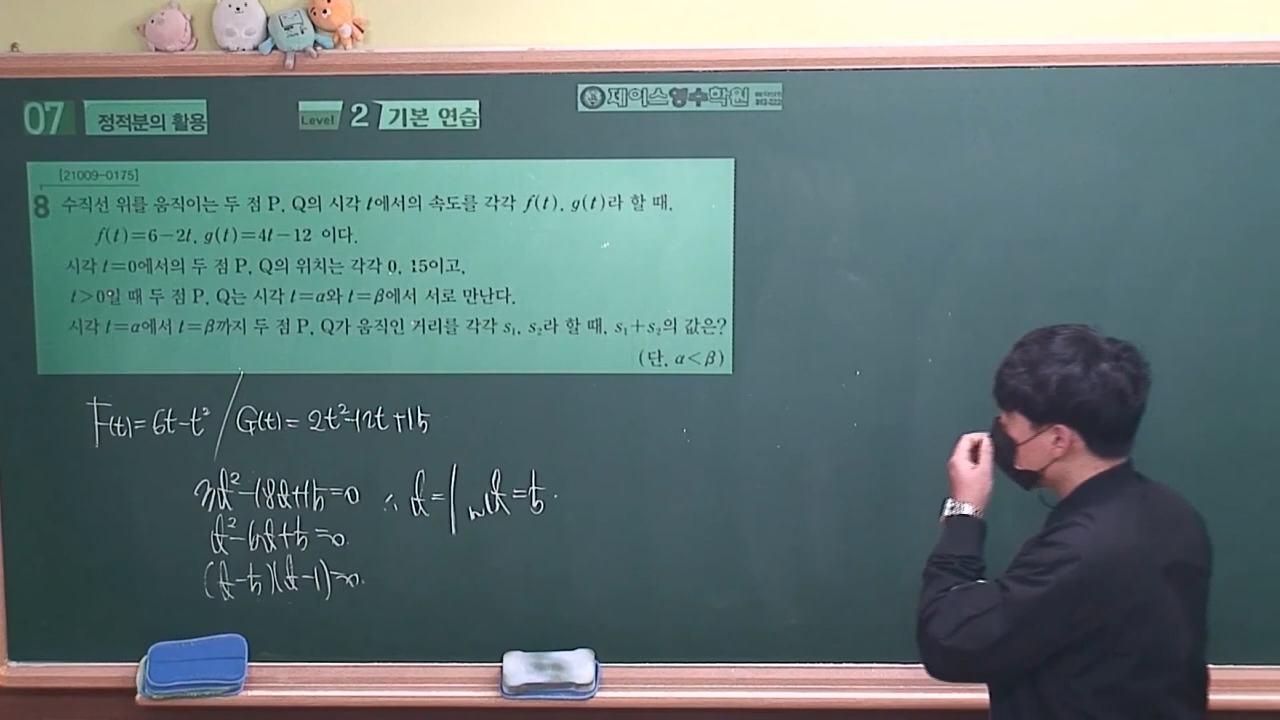 제이스영수학원
07 정적분의 활용 Level 2 기본 연습
[21009-0175]
8 수직선 위를 움직이는 두 점 P, Q의 시각 t에서의 속도를 각각 f(t), g(t)라 할 때,
f(t)=6-2t, g(t)=4t-12 이다.
시각 t=0에서의 두 점 P, Q의 위치는 각각 0, 15이고,
t>0일 때 두 점 P, Q는 시각 t=α와 t=β에서 서로 만난다.
시각 t=α에서 t=β까지 두 점 P, Q가 움직인 거리를 각각 s₁, s₂라 할 때, s₁+s₂의 값은?
(단, α<β)
F(t)=6t-t² / G(t)=2t²-12t+15
3t²-18t+15=0 ∴ t=1 or t=5.
t²-6t+5=0.
(t-5)(t-1)=0.